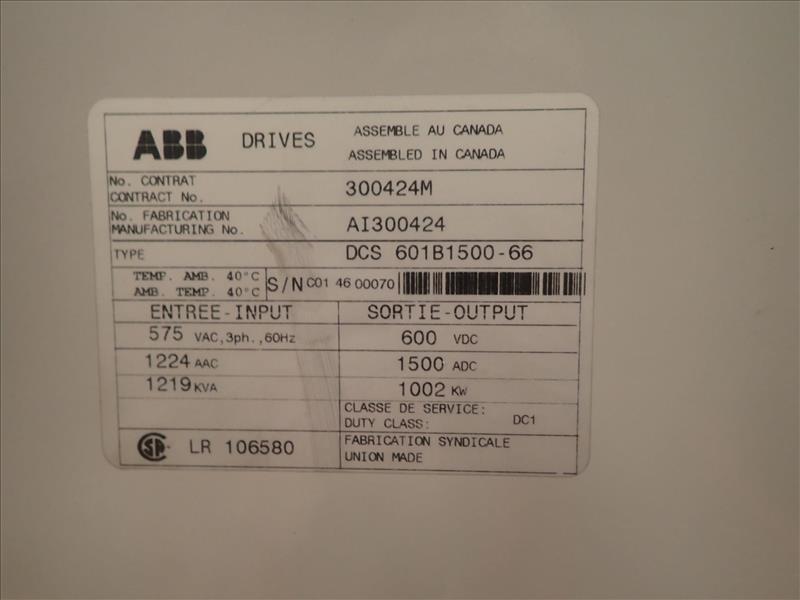 ABB DRIVES
ASSEMBLE AU CANADA
ASSEMBLED IN CANADA
No. CONTRAT
CONTRACT No.
300424M
No. FABRICATION
MANUFACTURING No.
AI300424
TYPE DCS 601B1500-66
TEMP. AMB. 40°C
AMB. TEMP. 40°C
S/N C01 46 00070
ENTREE-INPUT SORTIE-OUTPUT
575 VAC,3ph.,60Hz 600 VDC
1224 AAC 1500 ADC
1219 KVA 1002 KW
CLASSE DE SERVICE:
DUTY CLASS: DC1
LR 106580
FABRICATION SYNDICALE
UNION MADE